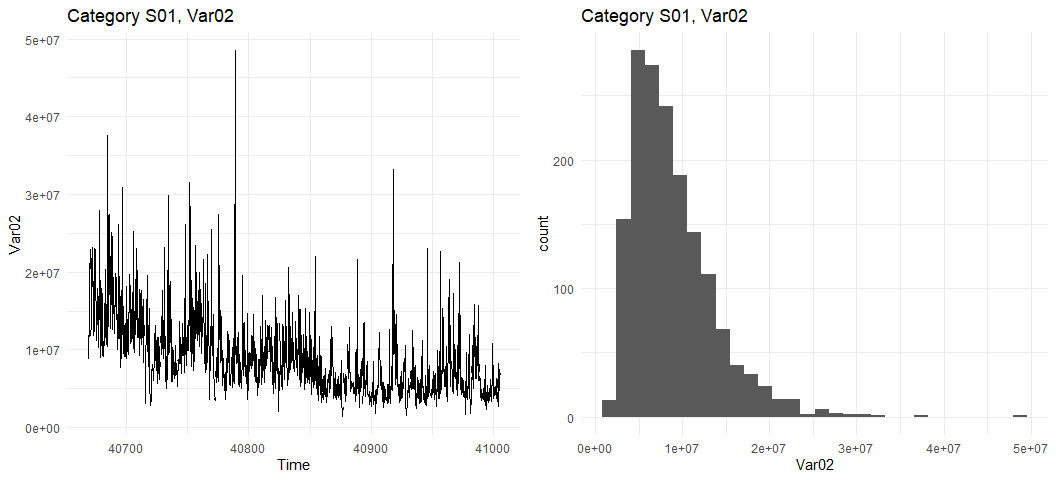 Category S01, Var02
5e+07
4e+07
3e+07
2e+07
1e+07
0e+00
Var02
40700 40800 40900 41000
Time
Category S01, Var02
200
100
0
count
0e+00 1e+07 2e+07 3e+07 4e+07 5e+07
Var02